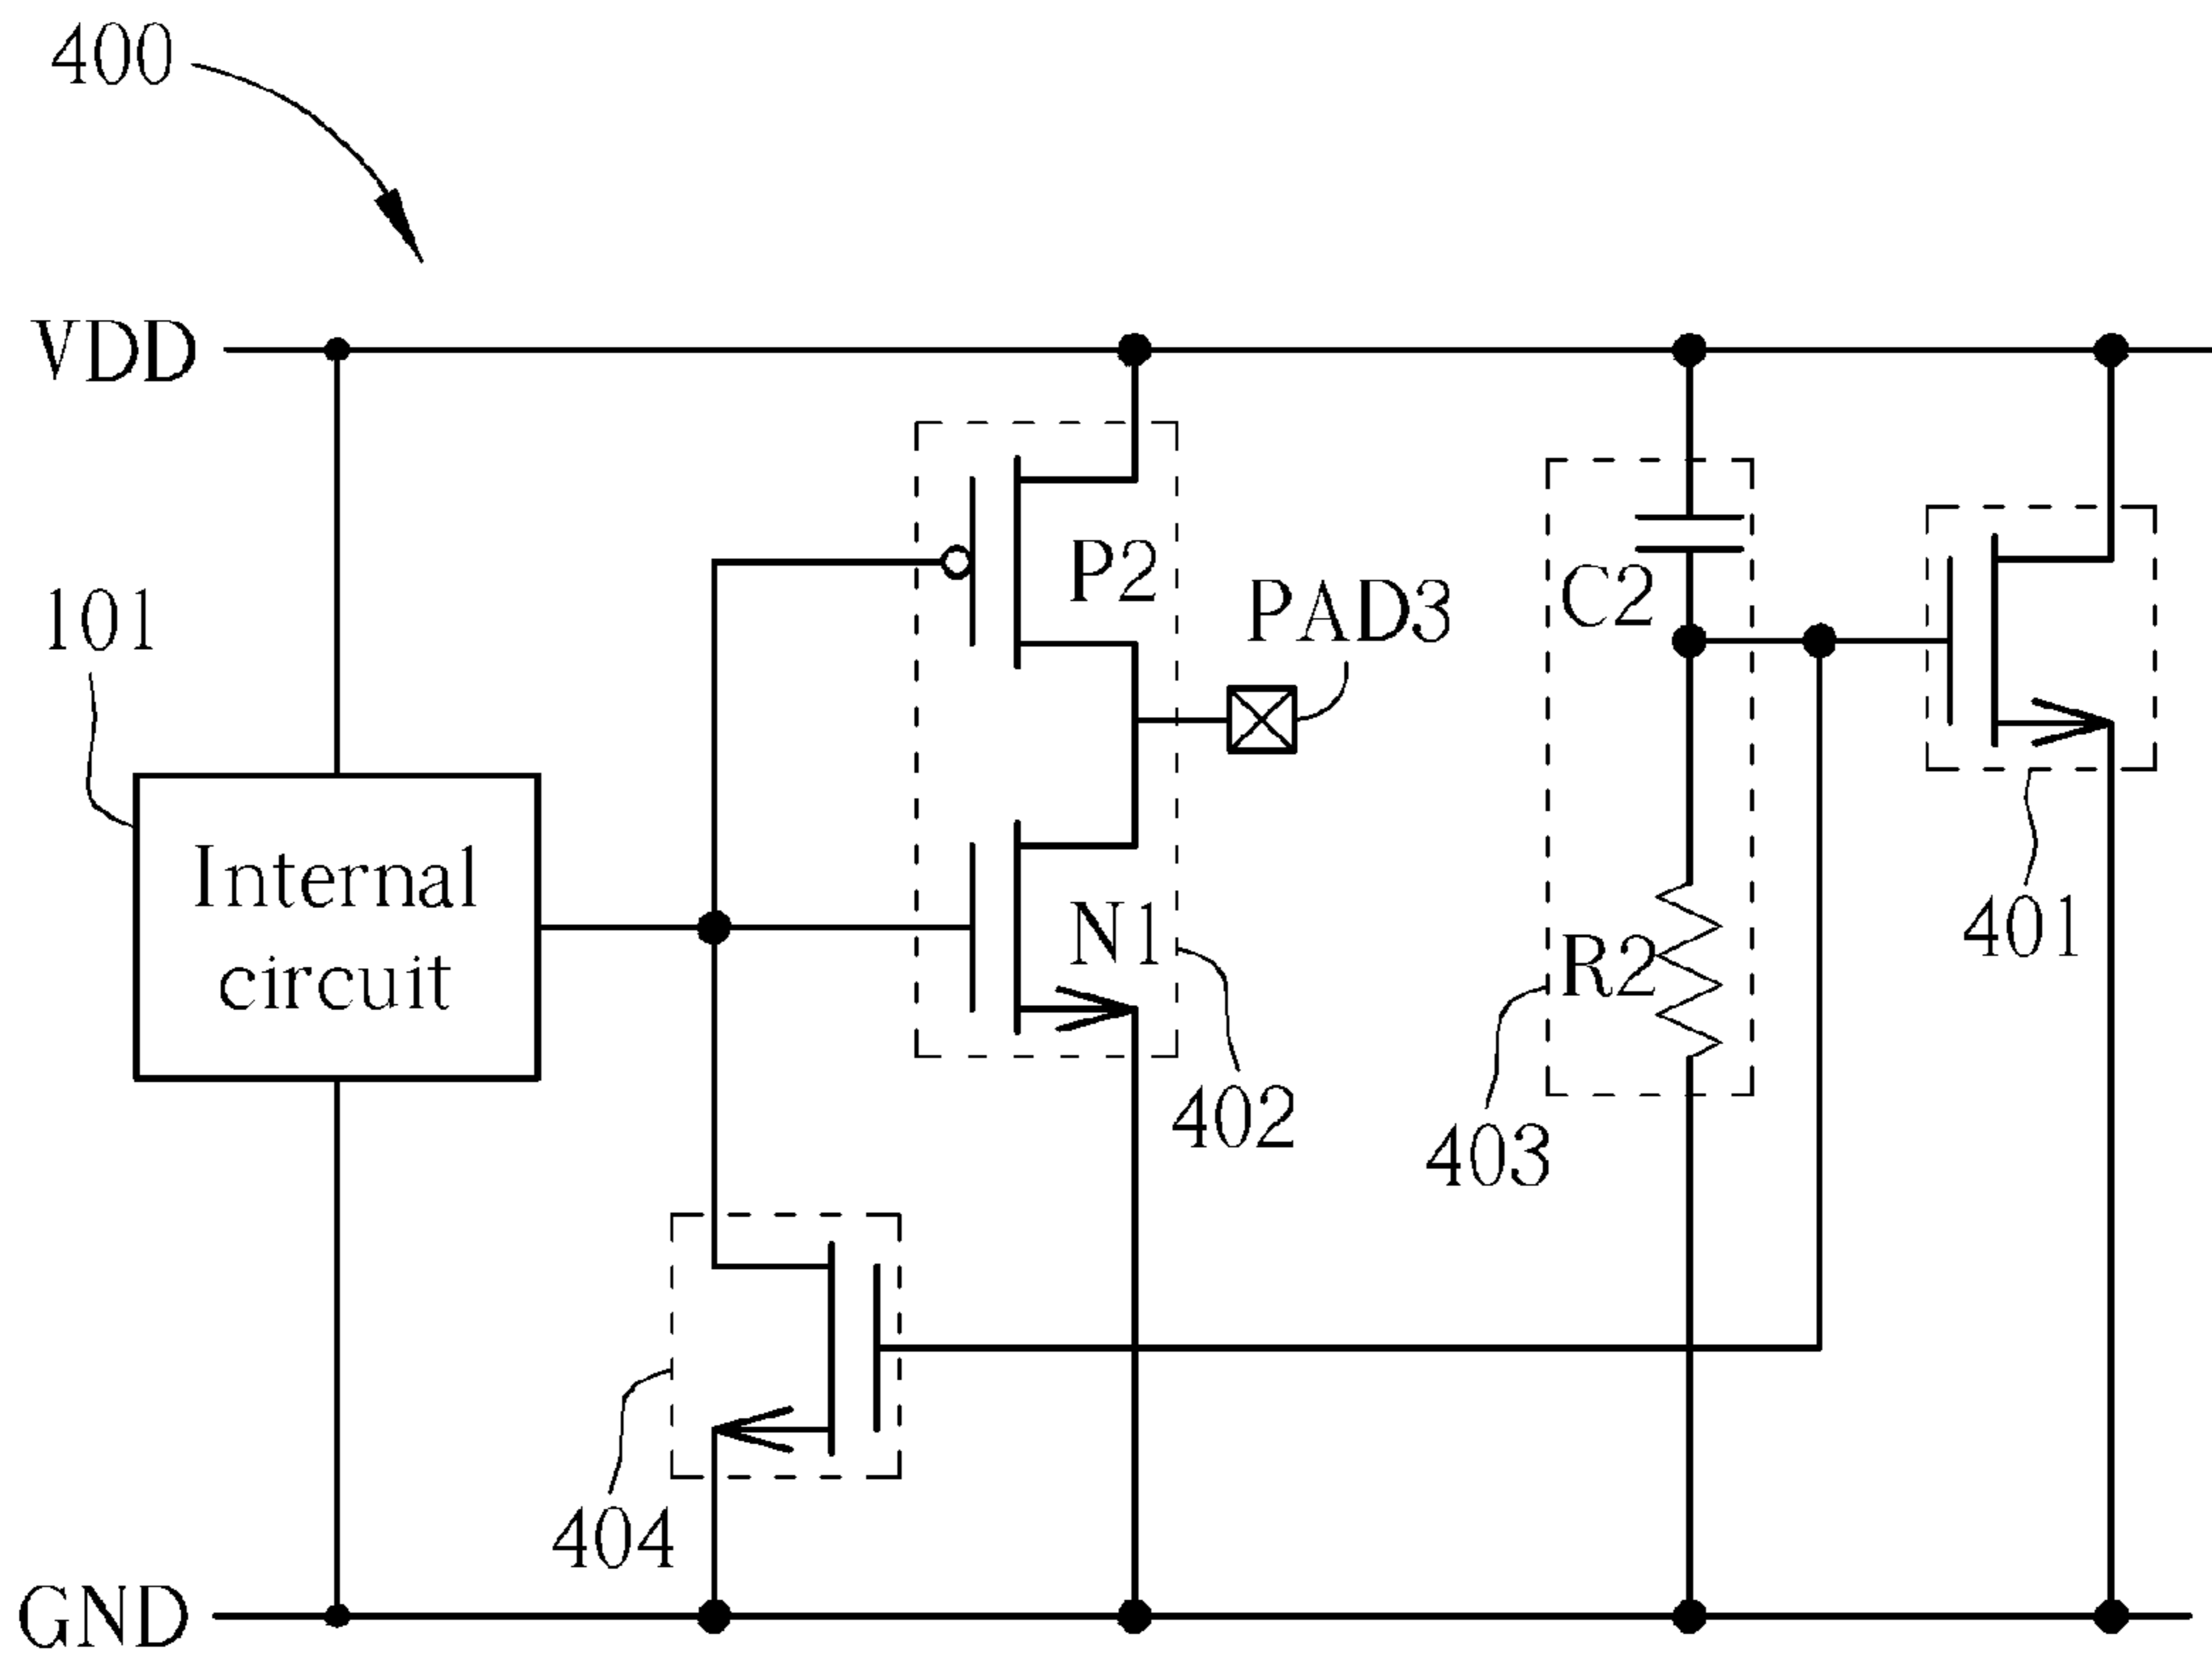 400
VDD
P2
PAD3
C2
101
Internal
circuit
N1
R2
401
402
403
404
GND